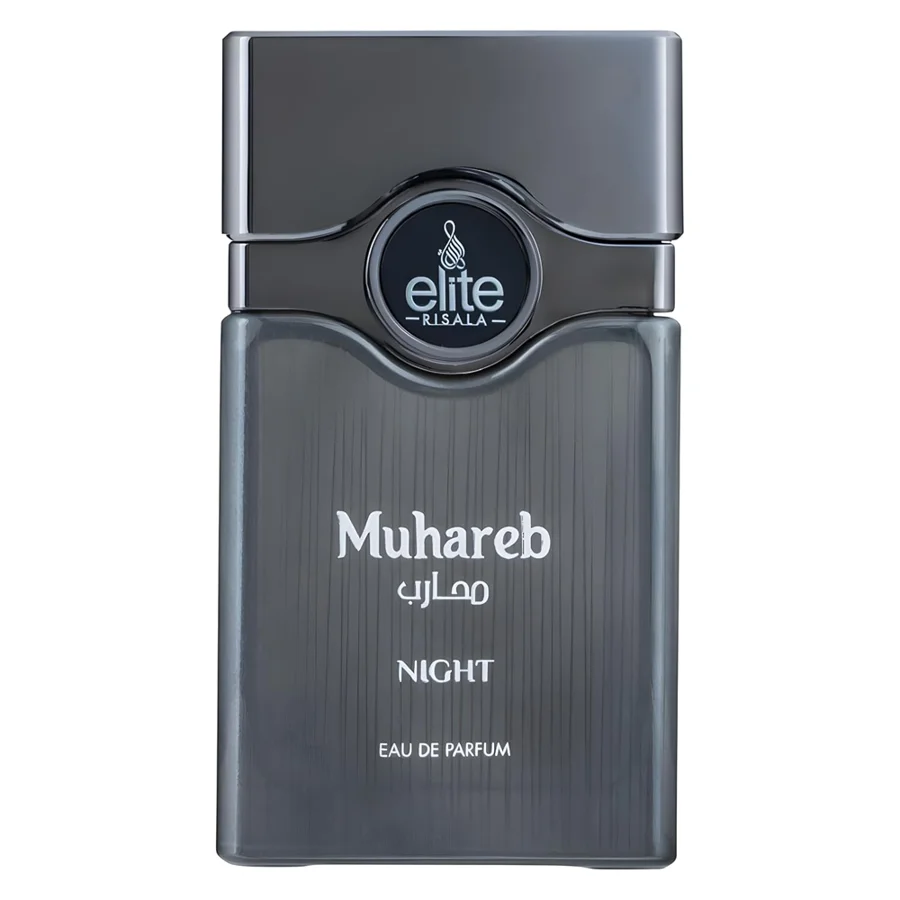 elite
RISALA
Muhareb
محارب
NIGHT
EAU DE PARFUM